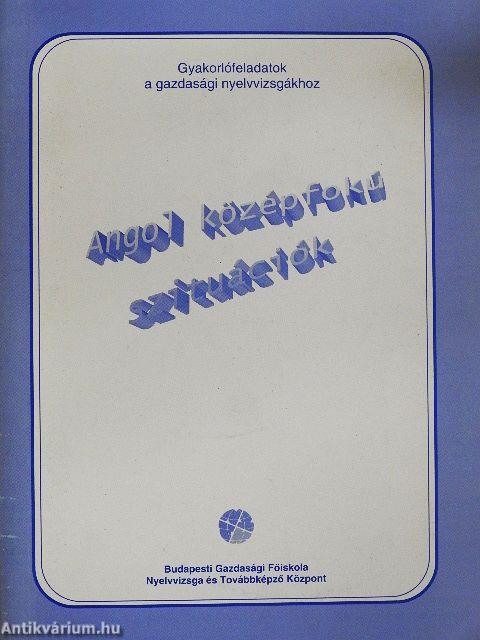 Gyakorlófeladatok
a gazdasági nyelvvizsgákhoz
Angol középfokú
szituációk
Budapesti Gazdasági Főiskola
Nyelvvizsga és Továbbképző Központ
Antikvárium.hu